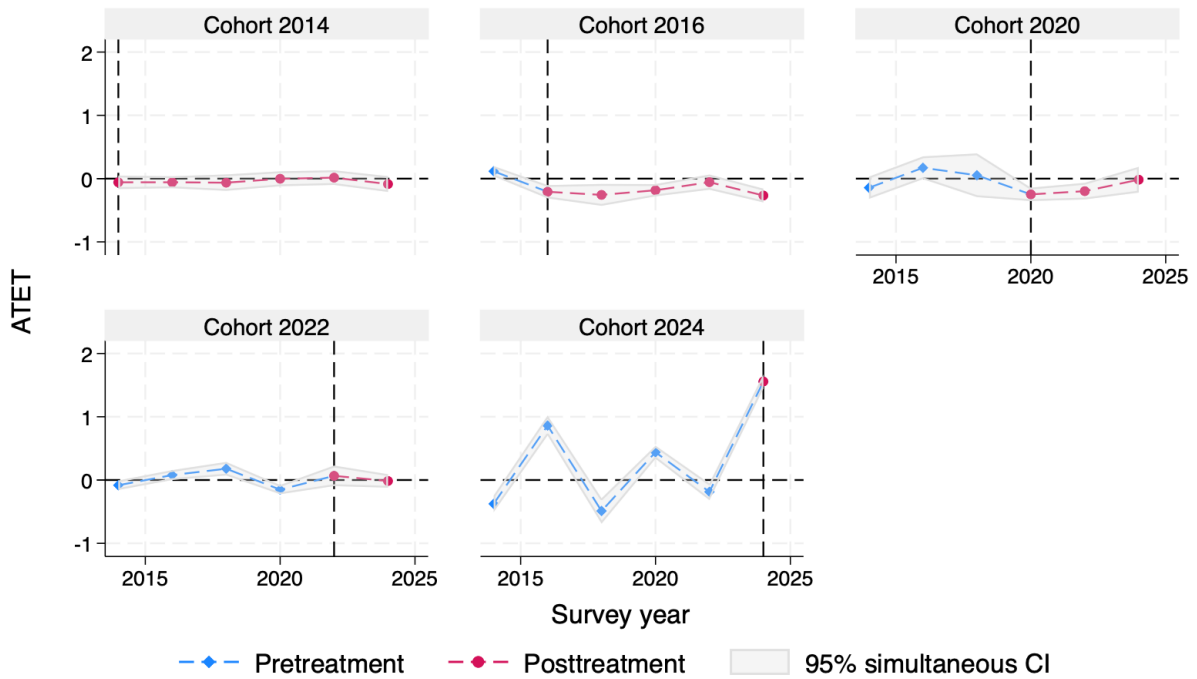 Cohort 2014
Cohort 2016
Cohort 2020
2
1
0
-1
2015 2020 2025
ATET
Cohort 2022
Cohort 2024
2
1
0
-1
2015 2020 2025
2015 2020 2025
Survey year
Pretreatment
Posttreatment
95% simultaneous CI